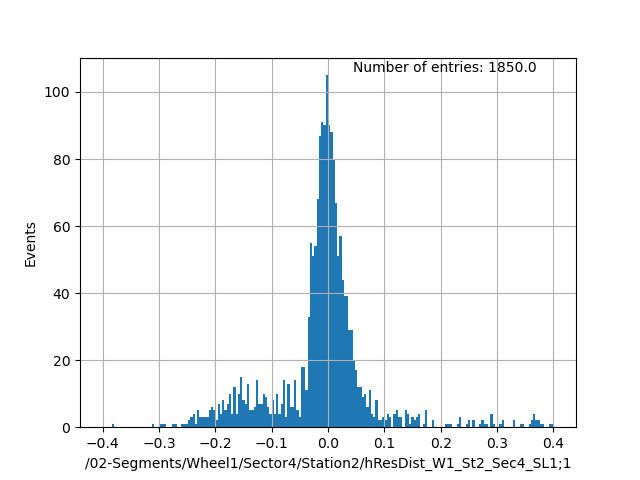 Number of entries: 1850.0
100
80
60
40
20
0
Events
−0.4 −0.3 −0.2 −0.1 0.0 0.1 0.2 0.3 0.4
/02-Segments/Wheel1/Sector4/Station2/hResDist_W1_St2_Sec4_SL1;1